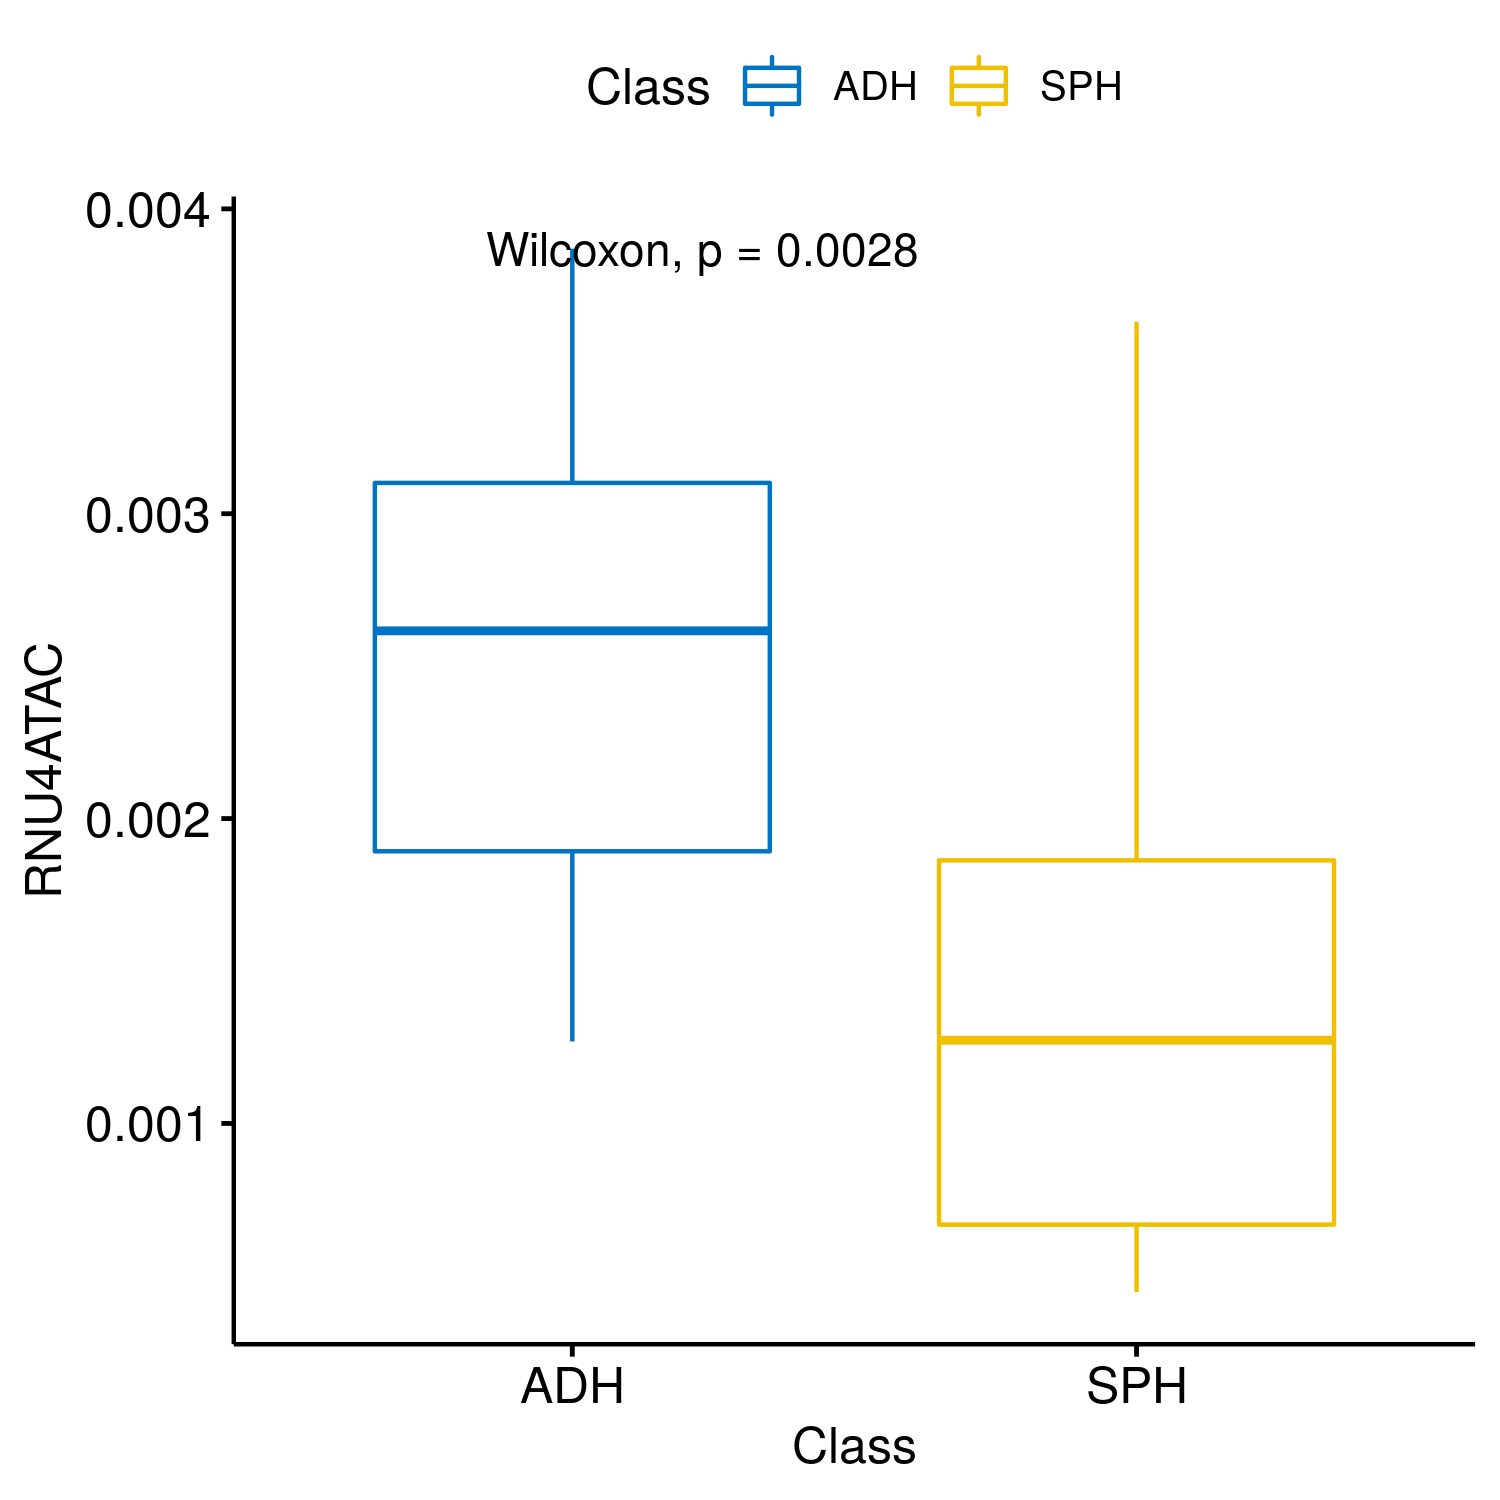 Class ADH SPH
0.004
Wilcoxon, p = 0.0028
0.003
0.002
0.001
RNU4ATAC
ADH SPH
Class